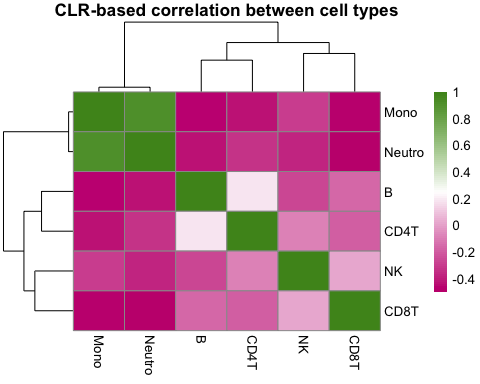 CLR-based correlation between cell types
Mono
Neutro
B
CD4T
NK
CD8T
Mono
Neutro
B
CD4T
NK
CD8T
1
0.8
0.6
0.4
0.2
0
-0.2
-0.4